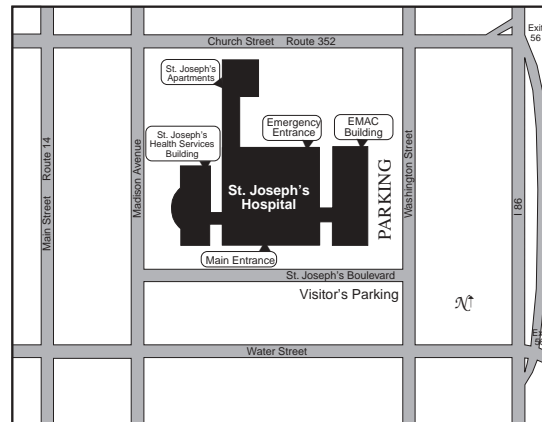 Exit
56
Church Street Route 352
St. Joseph's
Apartments
Emergency
Entrance
EMAC
Building
St. Joseph's
Health Services
Building
Main Street Route 14
Madison Avenue
St. Joseph's
Hospital
PARKING
Washington Street
I 86
Main Entrance
St. Joseph's Boulevard
Visitor's Parking
N
Water Street